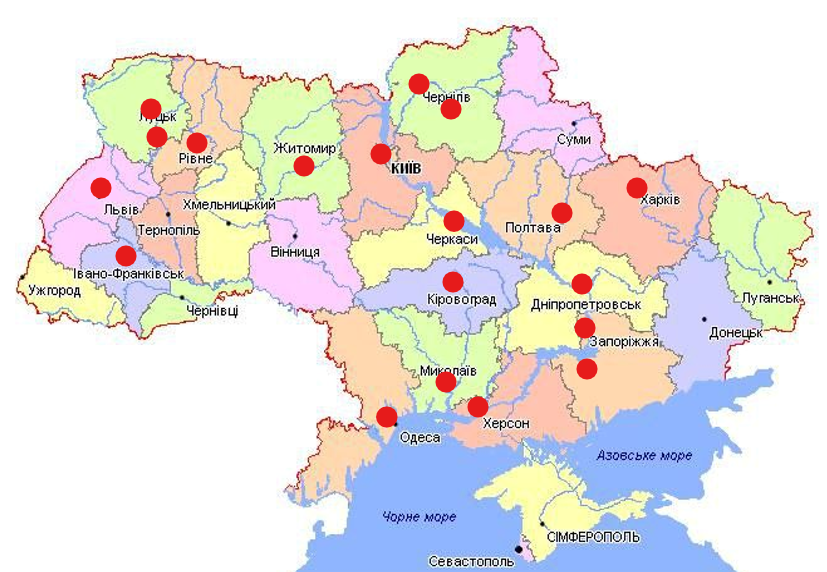 Чернігів
Луцьк
Суми
Рівне
Житомир
КИЇВ
Львів
Хмельницький
Харків
Тернопіль
Полтава
Черкаси
Вінниця
Івано-Франківськ
Ужгород
Кіровоград
Луганськ
Дніпропетровськ
Чернівці
Донецьк
Запоріжжя
Миколаїв
Херсон
Одеса
Азовське море
Чорне море
СІМФЕРОПОЛЬ
Севастополь